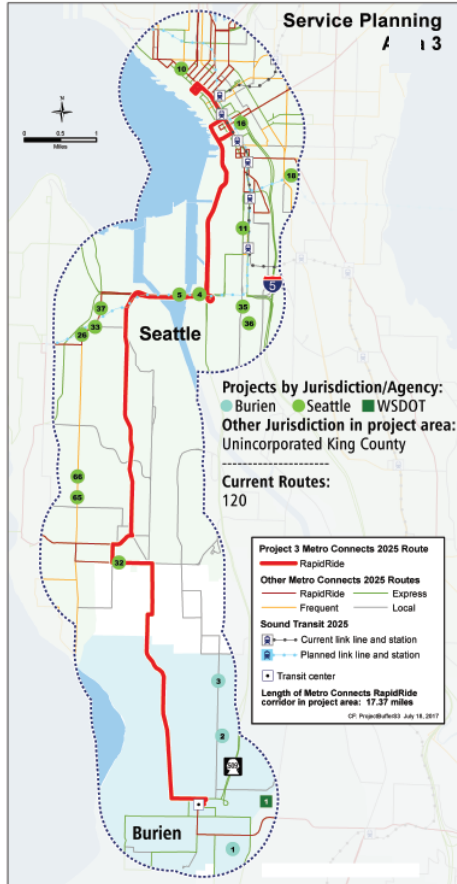 Service Planning
A 3
N
0 0.5 1
Miles
10
16
18
11
5
4
35
36
37
33
26
5
Seattle
Projects by Jurisdiction/Agency:
Burien Seattle WSDOT
Other Jurisdiction in project area:
Unincorporated King County
---------------------
Current Routes:
120
66
65
32
Project 3 Metro Connects 2025 Route
RapidRide
Other Metro Connects 2025 Routes
RapidRide Express
Frequent Local
Sound Transit 2025
Current link line and station
Planned link line and station
Transit center
Length of Metro Connects RapidRide
corridor in project area: 17.37 miles
CF: ProjectBuffer83 July 18, 2017
3
2
509
1
Burien
1